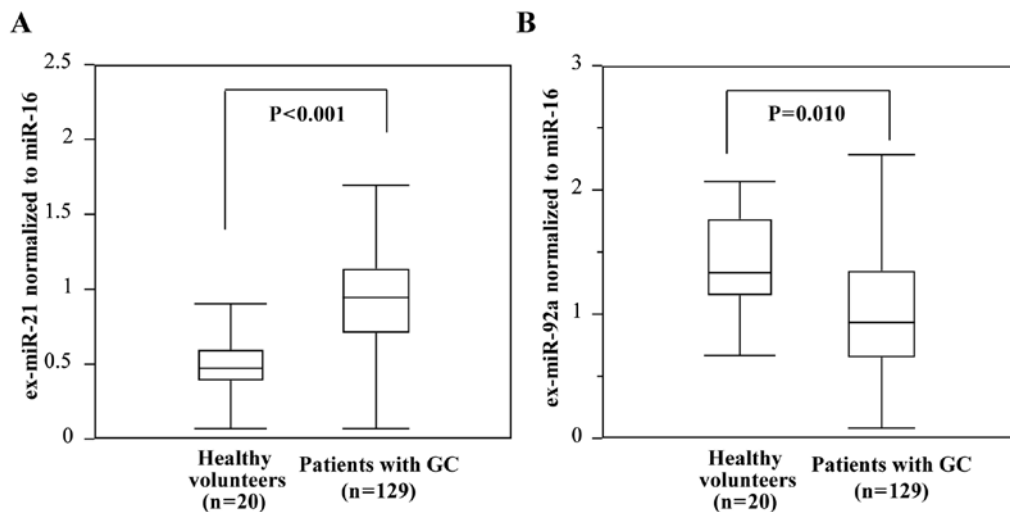 A
ex-miR-21 normalized to miR-16
2.5
2
1.5
1
0.5
0
P<0.001
Healthy
volunteers
(n=20)
Patients with GC
(n=129)
B
ex-miR-92a normalized to miR-16
3
2
1
0
P=0.010
Healthy
volunteers
(n=20)
Patients with GC
(n=129)